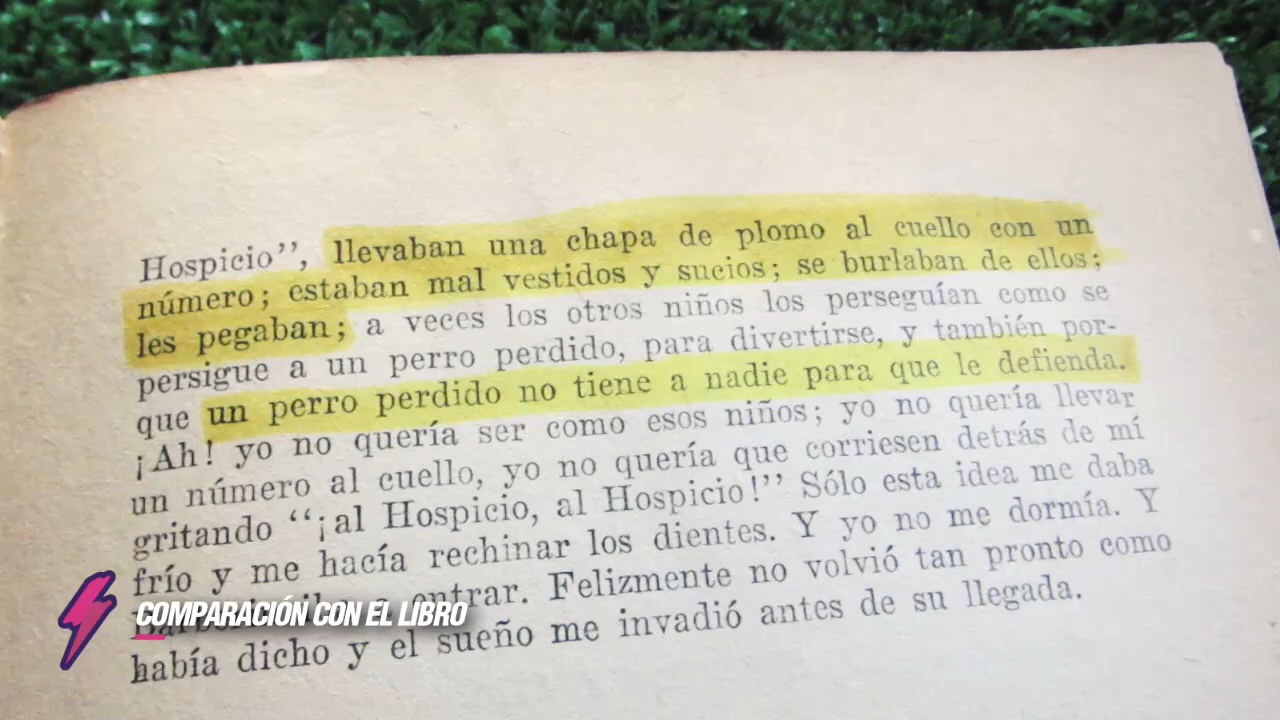 Hospicio”, llevaban una chapa de plomo al cuello con un
número; estaban mal vestidos y sucios; se burlaban de ellos;
les pegaban; a veces los otros niños los perseguían como se
persigue a un perro perdido, para divertirse, y también por-
que un perro perdido no tiene a nadie para que le defienda.
¡Ah! yo no quería ser como esos niños; yo no quería llevar
un número al cuello, yo no quería que corriesen detrás de mí
gritando “¡al Hospicio, al Hospicio!” Sólo esta idea me daba
frío y me hacía rechinar los dientes. Y yo no me dormía. Y
entrar. Felizmente no volvió tan pronto como
había dicho y el sueño me invadió antes de su llegada.
COMPARACIÓN CON EL LIBRO